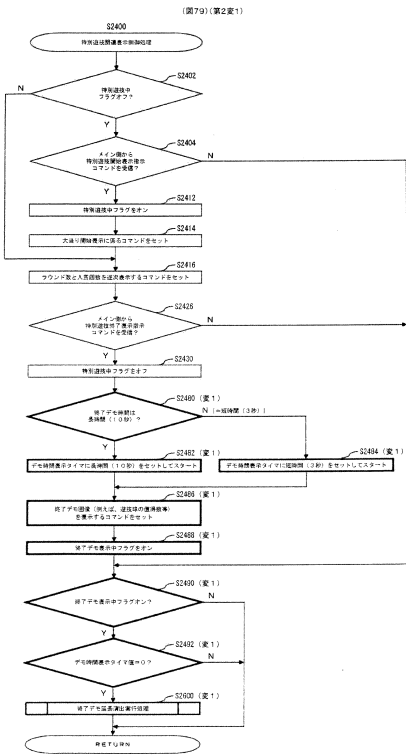 (図79)(第2変1)
S2400
特別遊技関連表示制御処理
S2402
特別遊技中
フラグオフ?
N
Y
S2404
メイン側から
特別遊技開始表示指示
コマンドを受信?
N
Y
S2412
特別遊技中フラグをオン
S2414
大当り開始表示に係るコマンドをセット
S2416
ラウンド数と入賞個数を逐次表示するコマンドをセット
S2426
メイン側から
特別遊技終了表示指示
コマンドを受信?
N
Y
S2430
特別遊技中フラグをオフ
S2480 (変1)
終了デモ時間は
長時間(10秒)?
N (=短時間(3秒))
Y
S2482 (変1)
デモ時間表示タイマに長時間(10秒)をセットしてスタート
S2484 (変1)
デモ時間表示タイマに短時間(3秒)をセットしてスタート
S2486 (変1)
終了デモ画像(例えば、遊技球の獲得数等)
を表示するコマンドをセット
S2488 (変1)
終了デモ表示中フラグをオン
S2490 (変1)
終了デモ表示中フラグオン?
N
Y
S2492 (変1)
デモ時間表示タイマ値=0?
N
Y
S2600 (変1)
終了デモ延長演出実行処理
RETURN